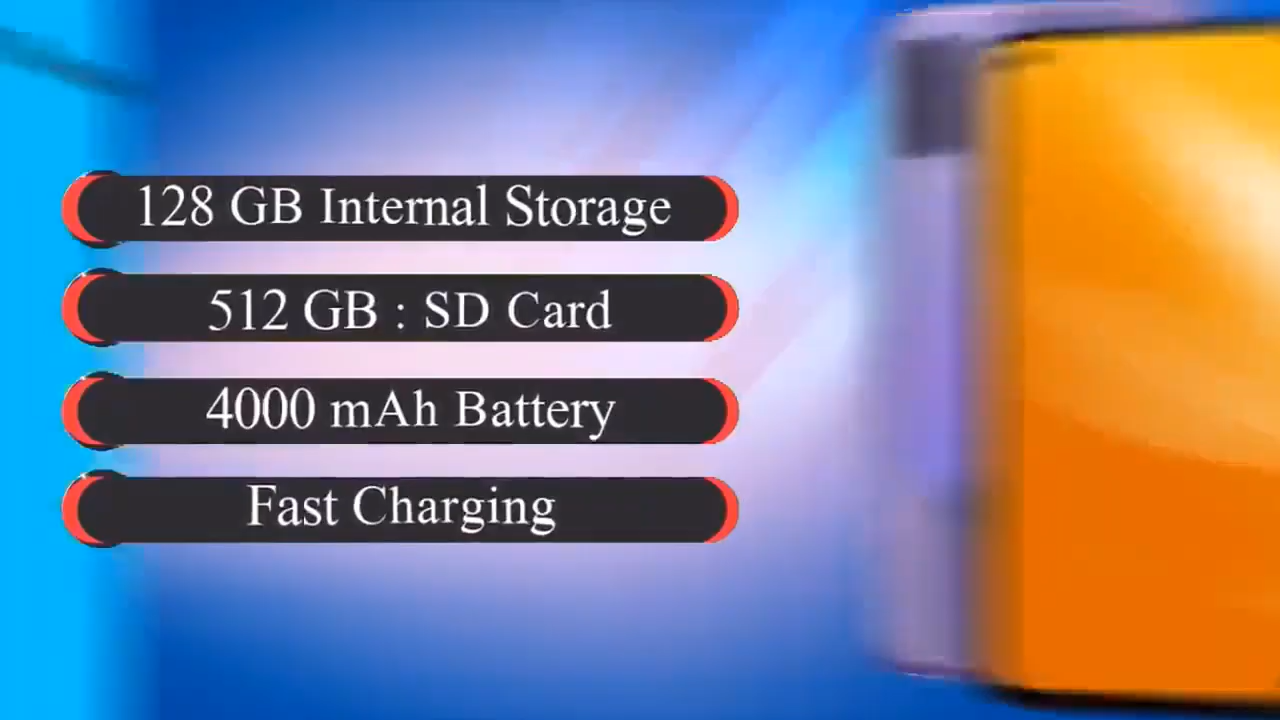 128 GB Internal Storage
512 GB : SD Card
4000 mAh Battery
Fast Charging